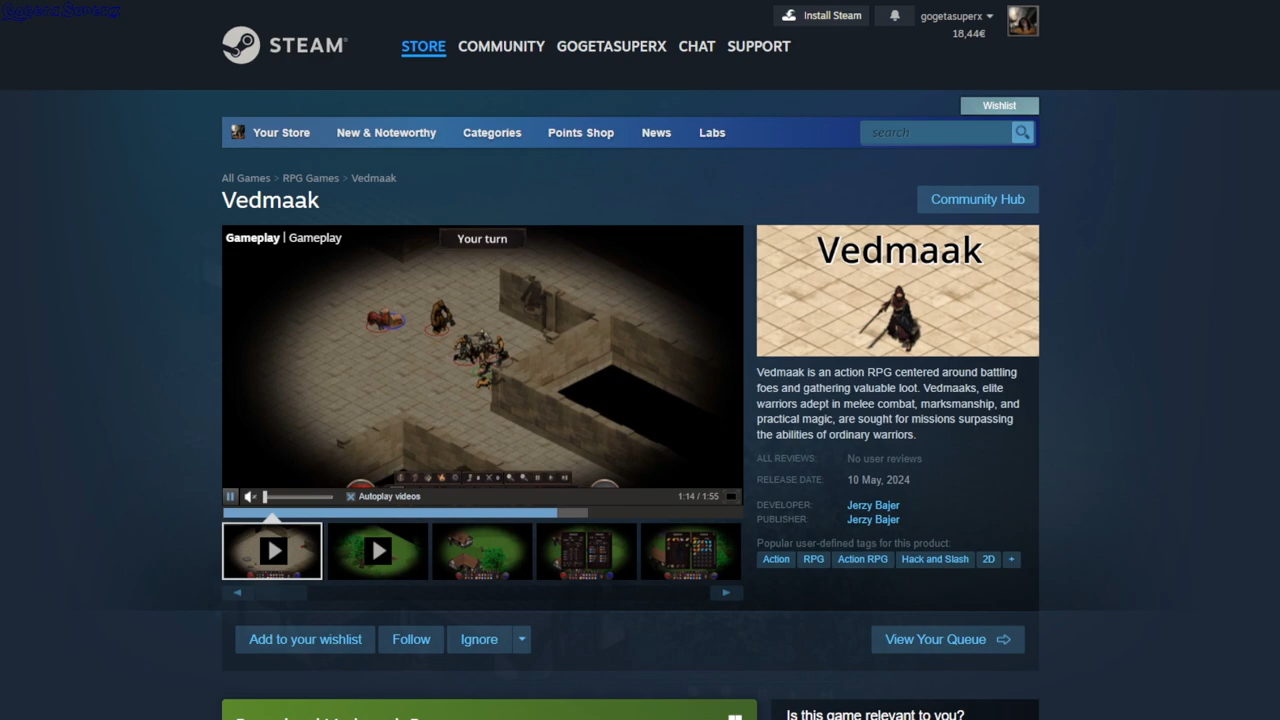 Install Steam
gogetasuperx
18,44€
STEAM®
STORE COMMUNITY GOGETASUPERX CHAT SUPPORT
Wishlist
Your Store New & Noteworthy Categories Points Shop News Labs search
All Games > RPG Games > Vedmaak
Vedmaak
Community Hub
Gameplay | Gameplay
Your turn
Autoplay videos
1:14 / 1:55
Vedmaak
Vedmaak is an action RPG centered around battling
foes and gathering valuable loot. Vedmaaks, elite
warriors adept in melee combat, marksmanship, and
practical magic, are sought for missions surpassing
the abilities of ordinary warriors.
ALL REVIEWS: No user reviews
RELEASE DATE: 10 May, 2024
DEVELOPER: Jerzy Bajer
PUBLISHER: Jerzy Bajer
Popular user-defined tags for this product:
Action RPG Action RPG Hack and Slash 2D +
Add to your wishlist Follow Ignore View Your Queue
Is this game relevant to you?